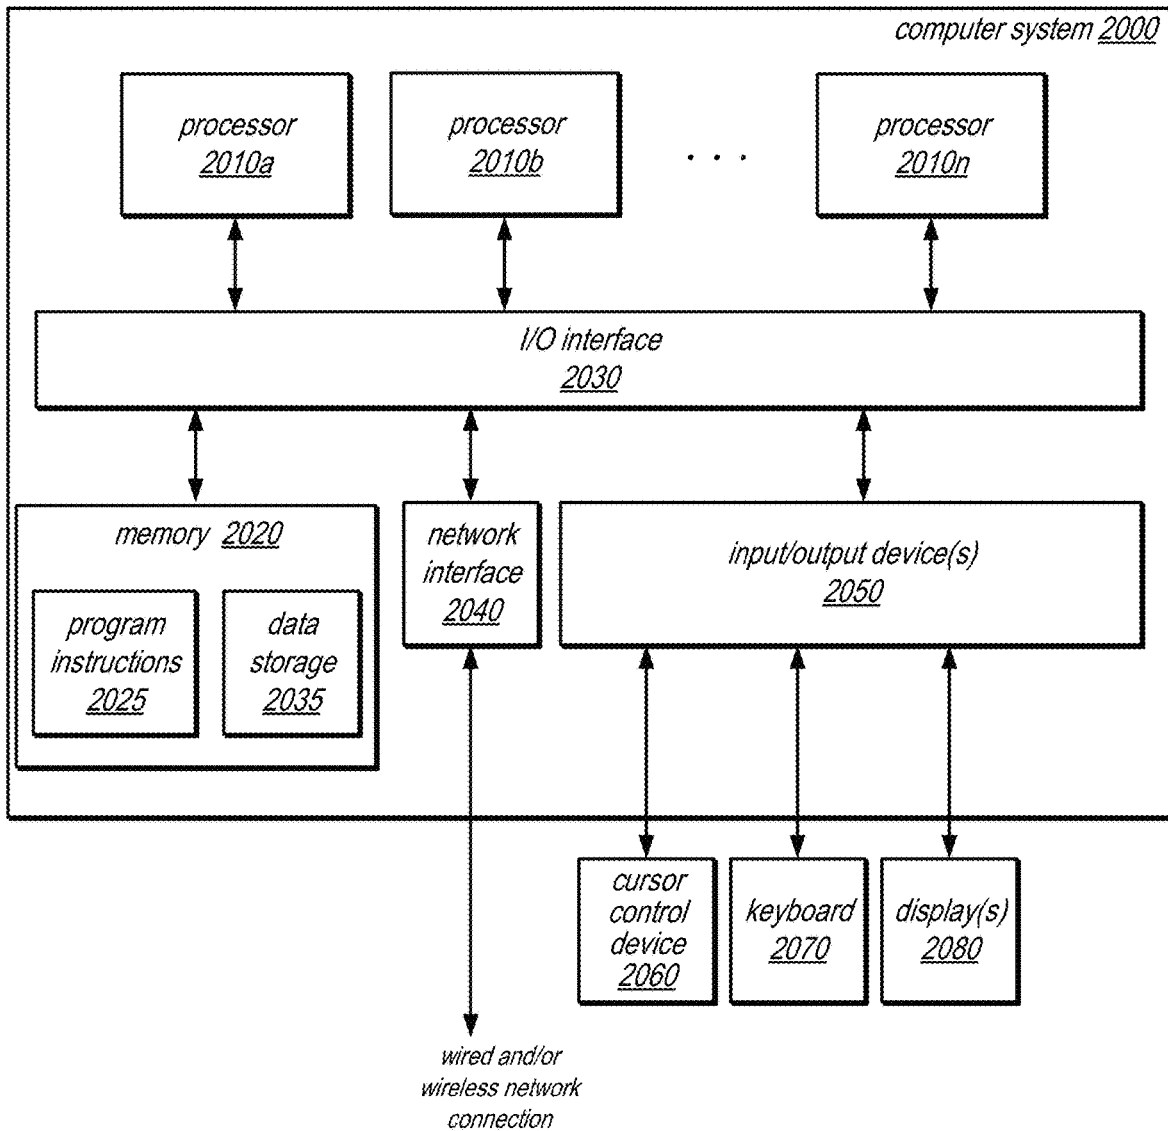 computer system 2000
processor
2010a
processor
2010b
. . .
processor
2010n
I/O interface
2030
memory 2020
program
instructions
2025
data
storage
2035
network
interface
2040
input/output device(s)
2050
cursor
control
device
2060
keyboard
2070
display(s)
2080
wired and/or
wireless network
connection